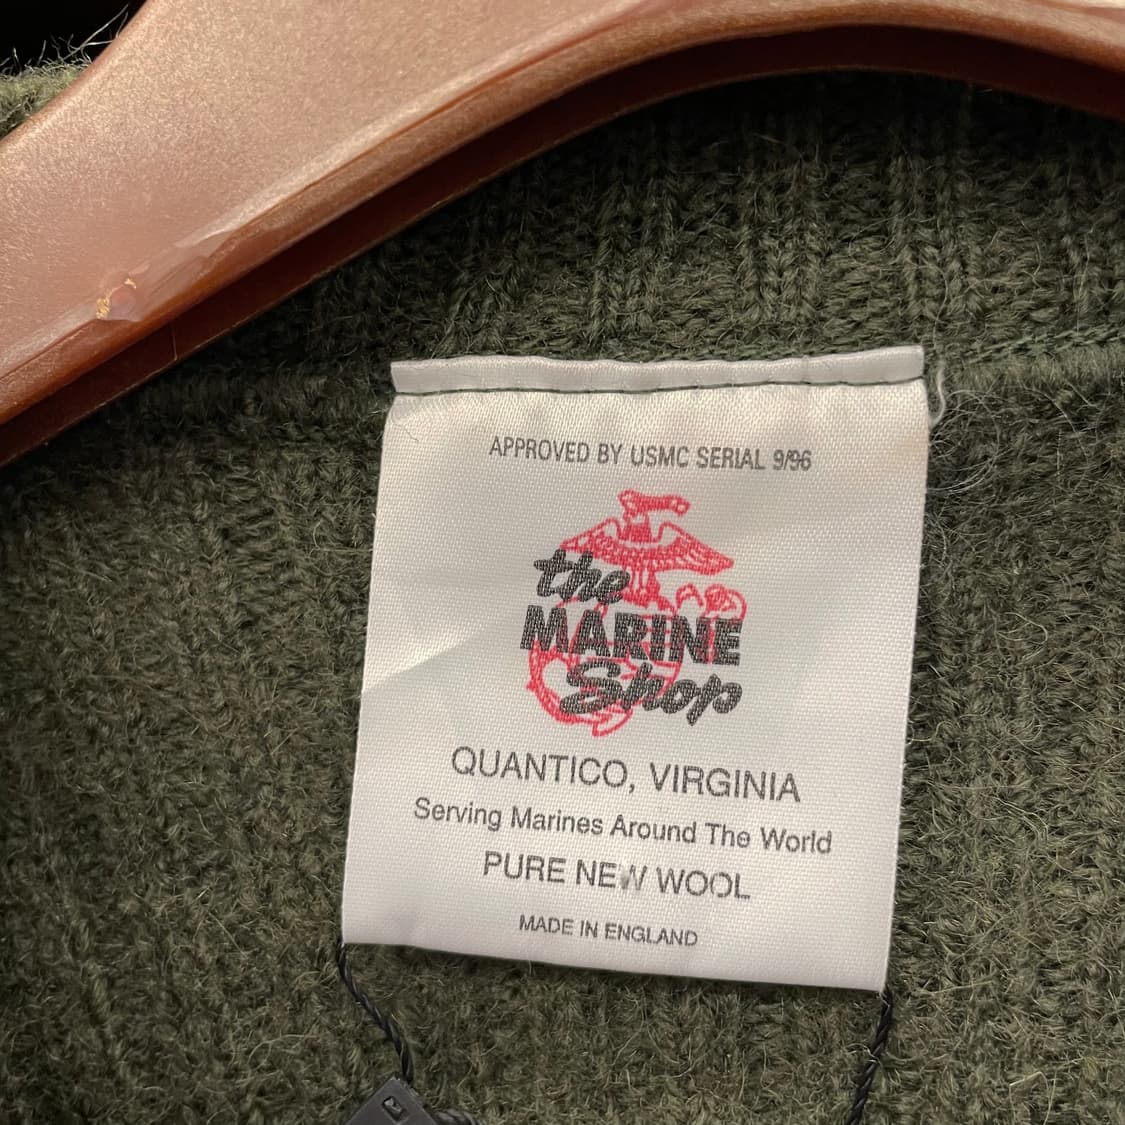 APPROVED BY USMC SERIAL 9/96
the
MARINE
Shop
QUANTICO, VIRGINIA
Serving Marines Around The World
PURE NEW WOOL
MADE IN ENGLAND